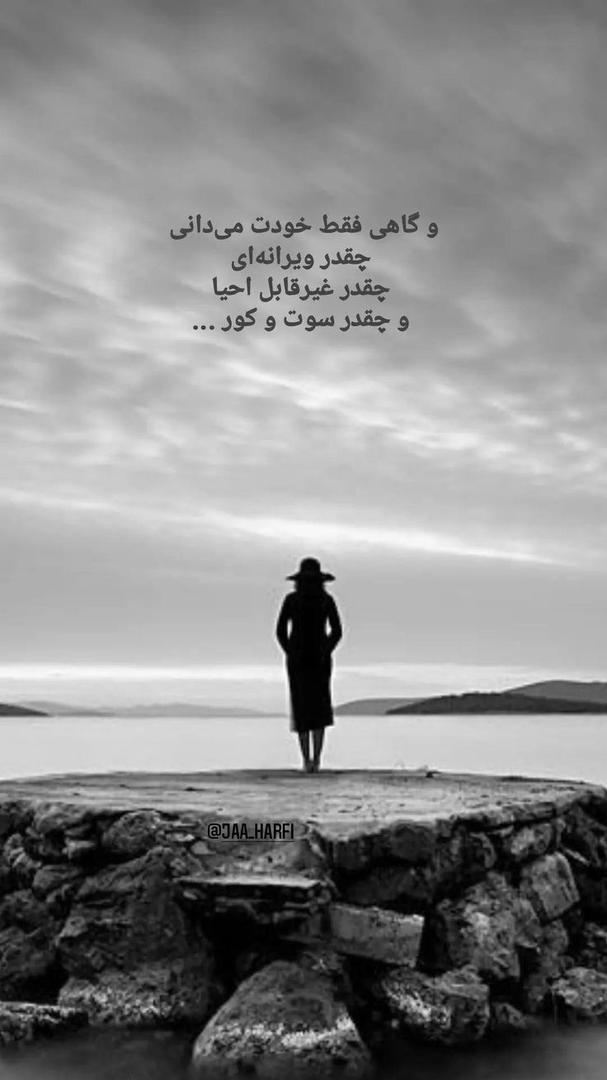 و گاهی فقط خودت می‌دانی
چقدر ویرانه‌ای
چقدر غیرقابل احیا
و چقدر سوت و کور ...
@JAA_HARFI